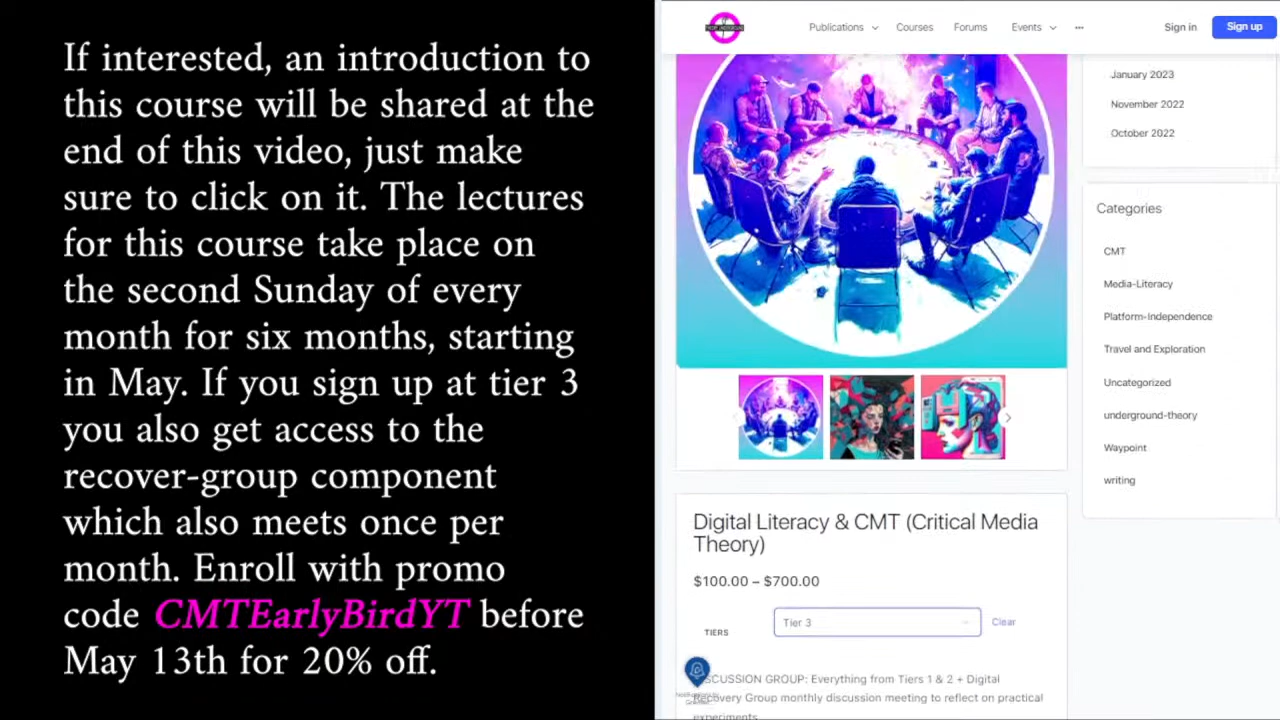 If interested, an introduction to
this course will be shared at the
end of this video, just make
sure to click on it. The lectures
for this course take place on
the second Sunday of every
month for six months, starting
in May. If you sign up at tier 3
you also get access to the
recover-group component
which also meets once per
month. Enroll with promo
code CMTEarlyBirdYT before
May 13th for 20% off.
Publications Courses Forums Events ••• Sign in Sign up
January 2023
November 2022
October 2022
Categories
CMT
Media-Literacy
Platform-Independence
Travel and Exploration
Uncategorized
underground-theory
Waypoint
writing
Digital Literacy & CMT (Critical Media
Theory)
$100.00 – $700.00
TIERS Tier 3 Clear
SCUSSION GROUP: Everything from Tiers 1 & 2 + Digital
Recovery Group monthly discussion meeting to reflect on practical
experiments